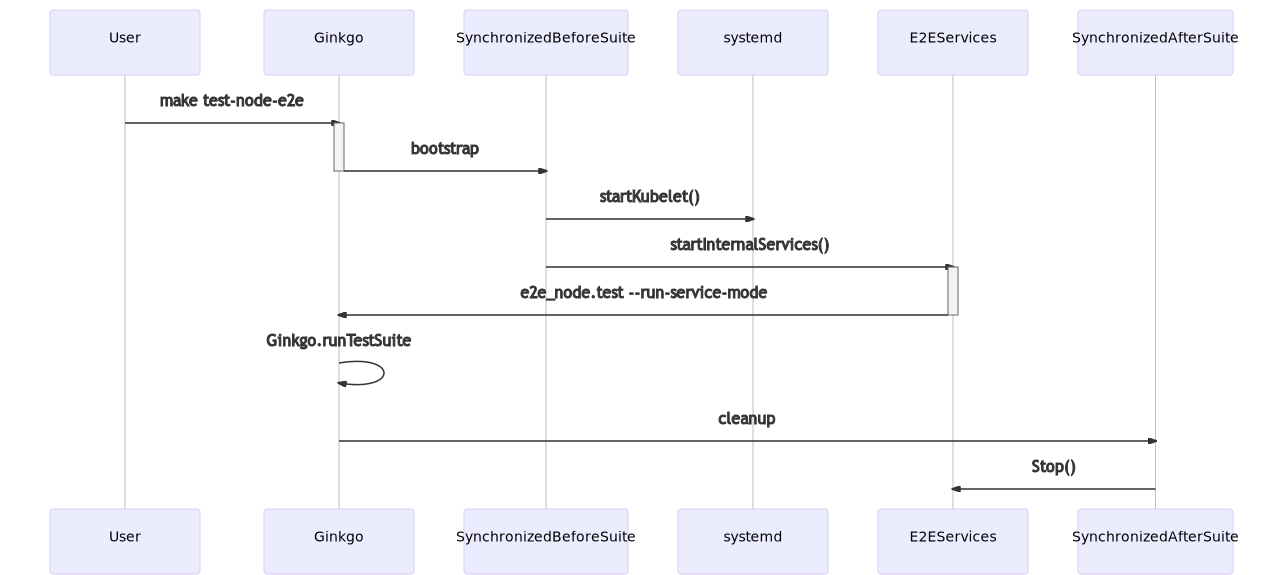 User Ginkgo SynchronizedBeforeSuite systemd E2EServices SynchronizedAfterSuite
make test-node-e2e
bootstrap
startKubelet()
startInternalServices()
e2e_node.test --run-service-mode
Ginkgo.runTestSuite
cleanup
Stop()
User Ginkgo SynchronizedBeforeSuite systemd E2EServices SynchronizedAfterSuite